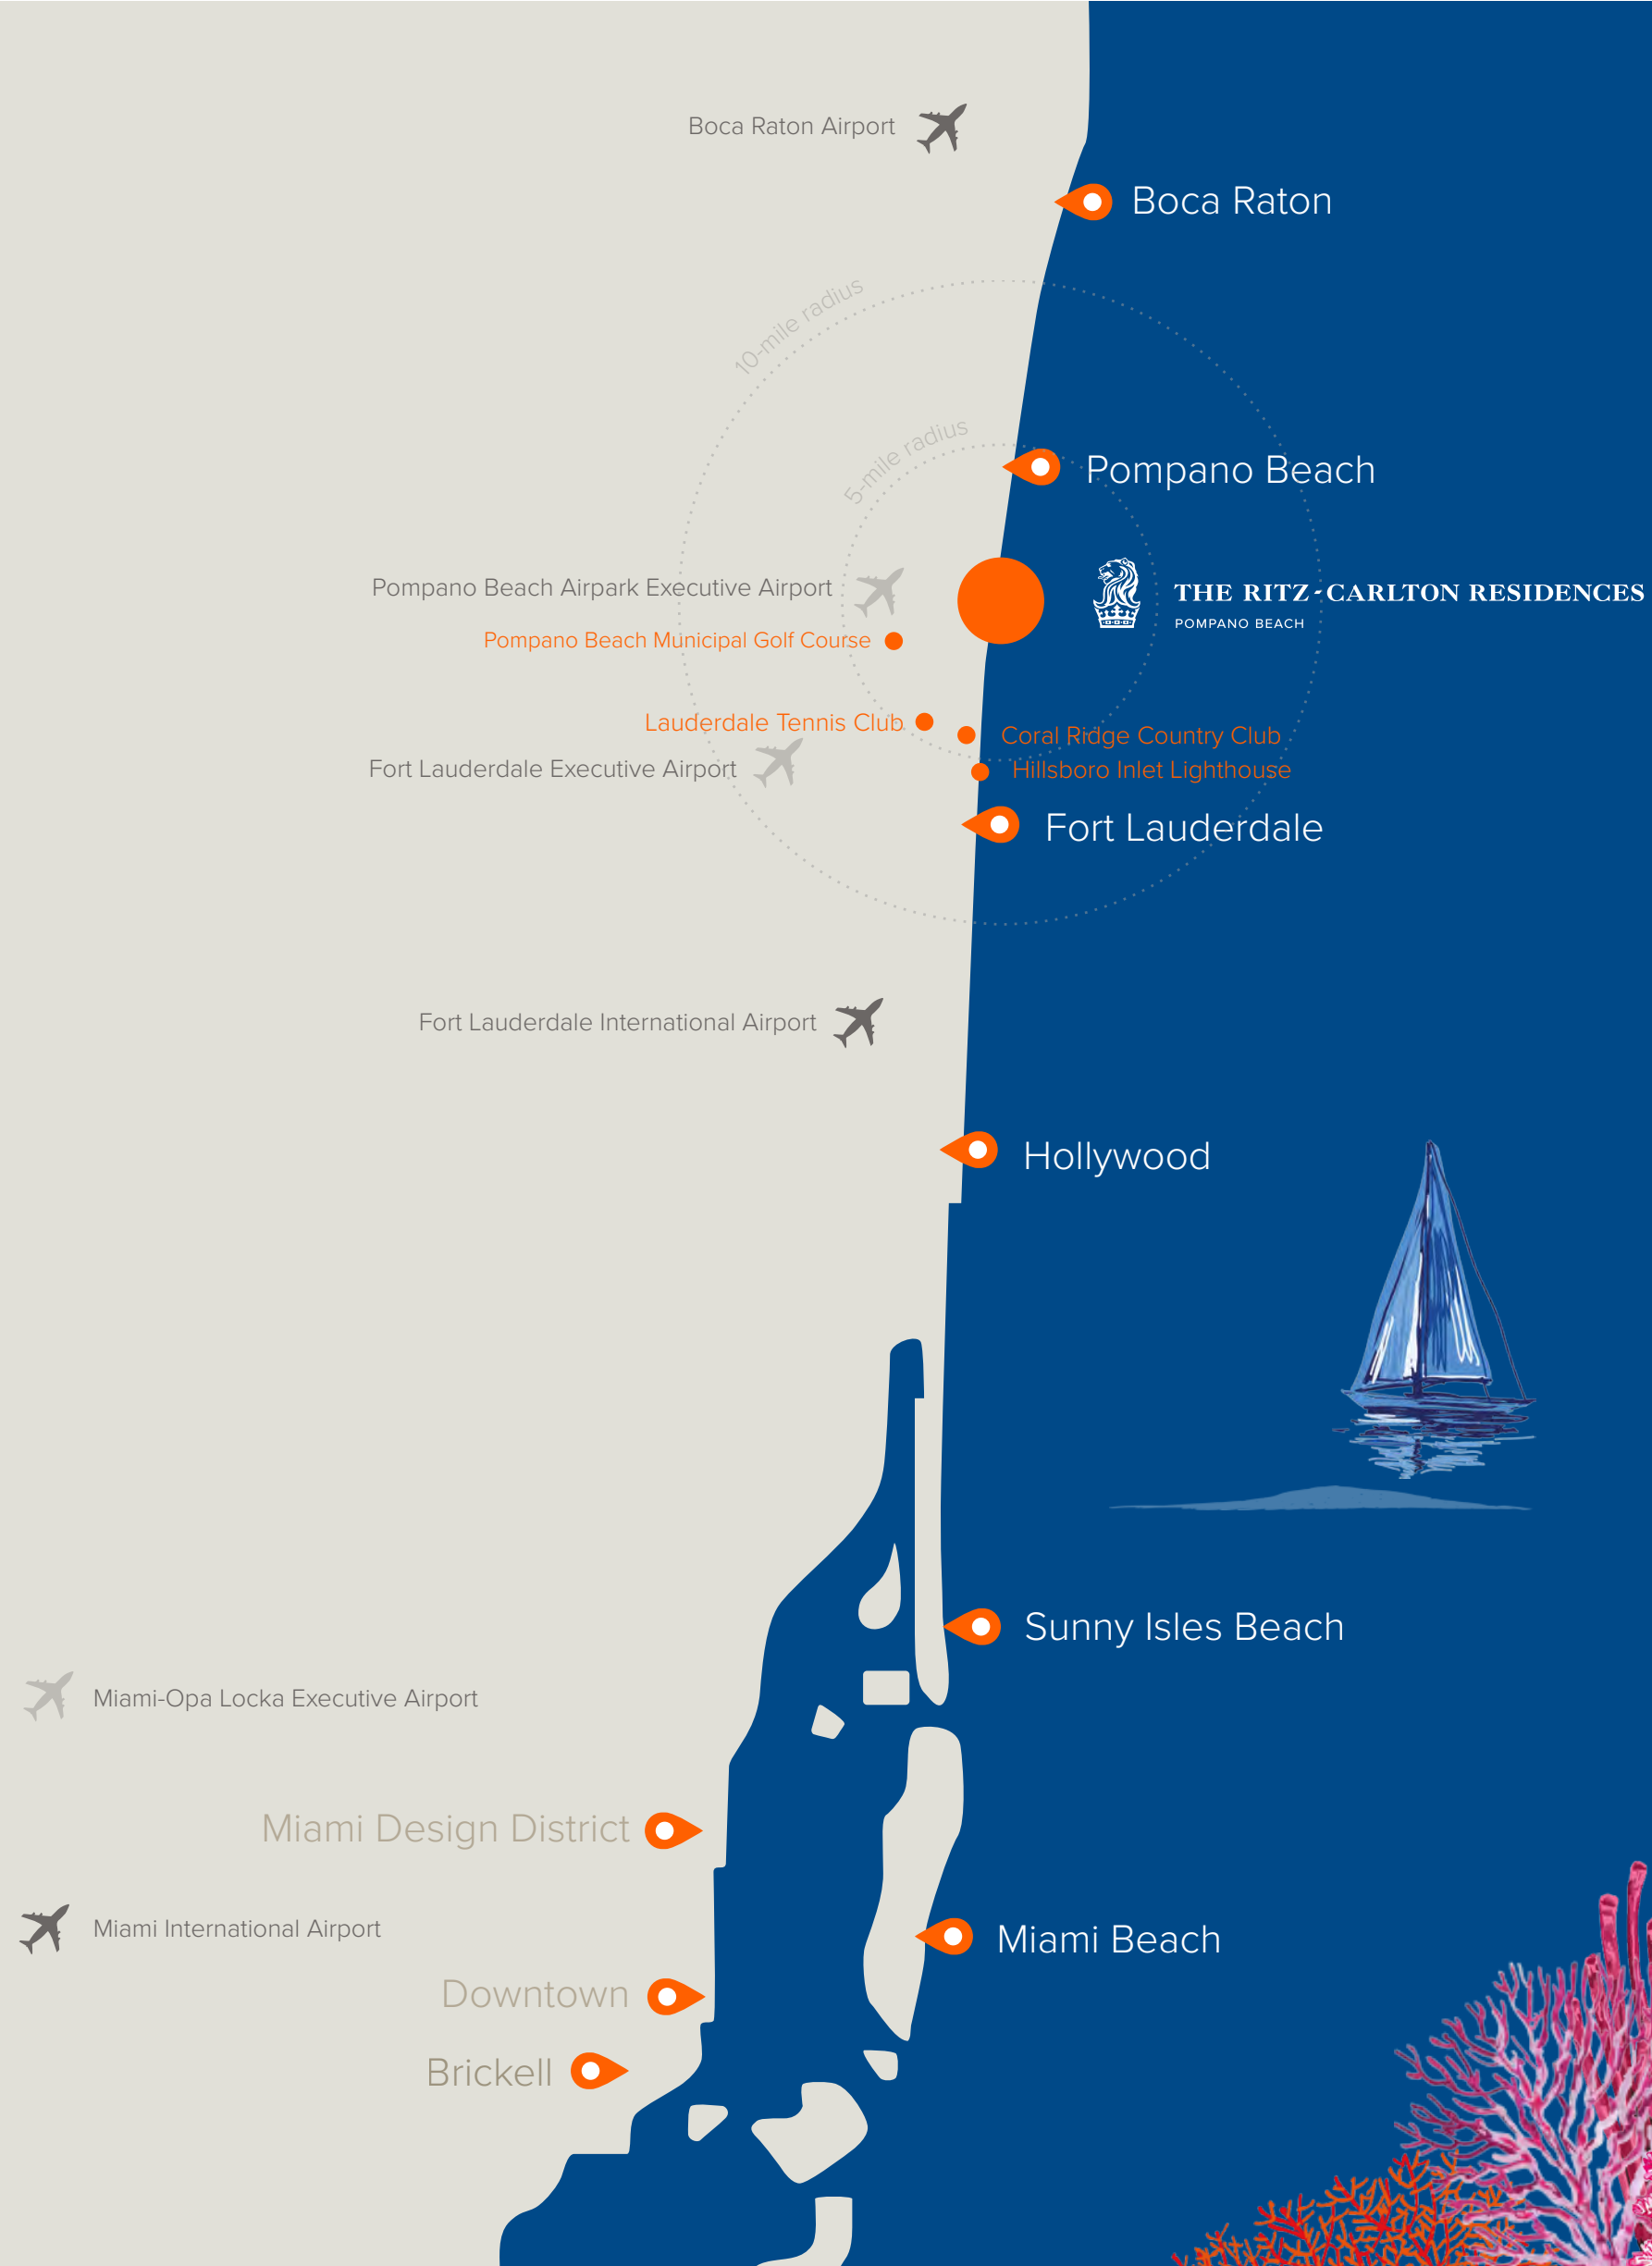 Boca Raton Airport
Boca Raton
10-mile radius
5-mile radius
Pompano Beach
Pompano Beach Airpark Executive Airport
THE RITZ-CARLTON RESIDENCES
POMPANO BEACH
Pompano Beach Municipal Golf Course
Lauderdale Tennis Club
Coral Ridge Country Club
Fort Lauderdale Executive Airport
Hillsboro Inlet Lighthouse
Fort Lauderdale
Fort Lauderdale International Airport
Hollywood
Sunny Isles Beach
Miami-Opa Locka Executive Airport
Miami Design District
Miami International Airport
Miami Beach
Downtown
Brickell